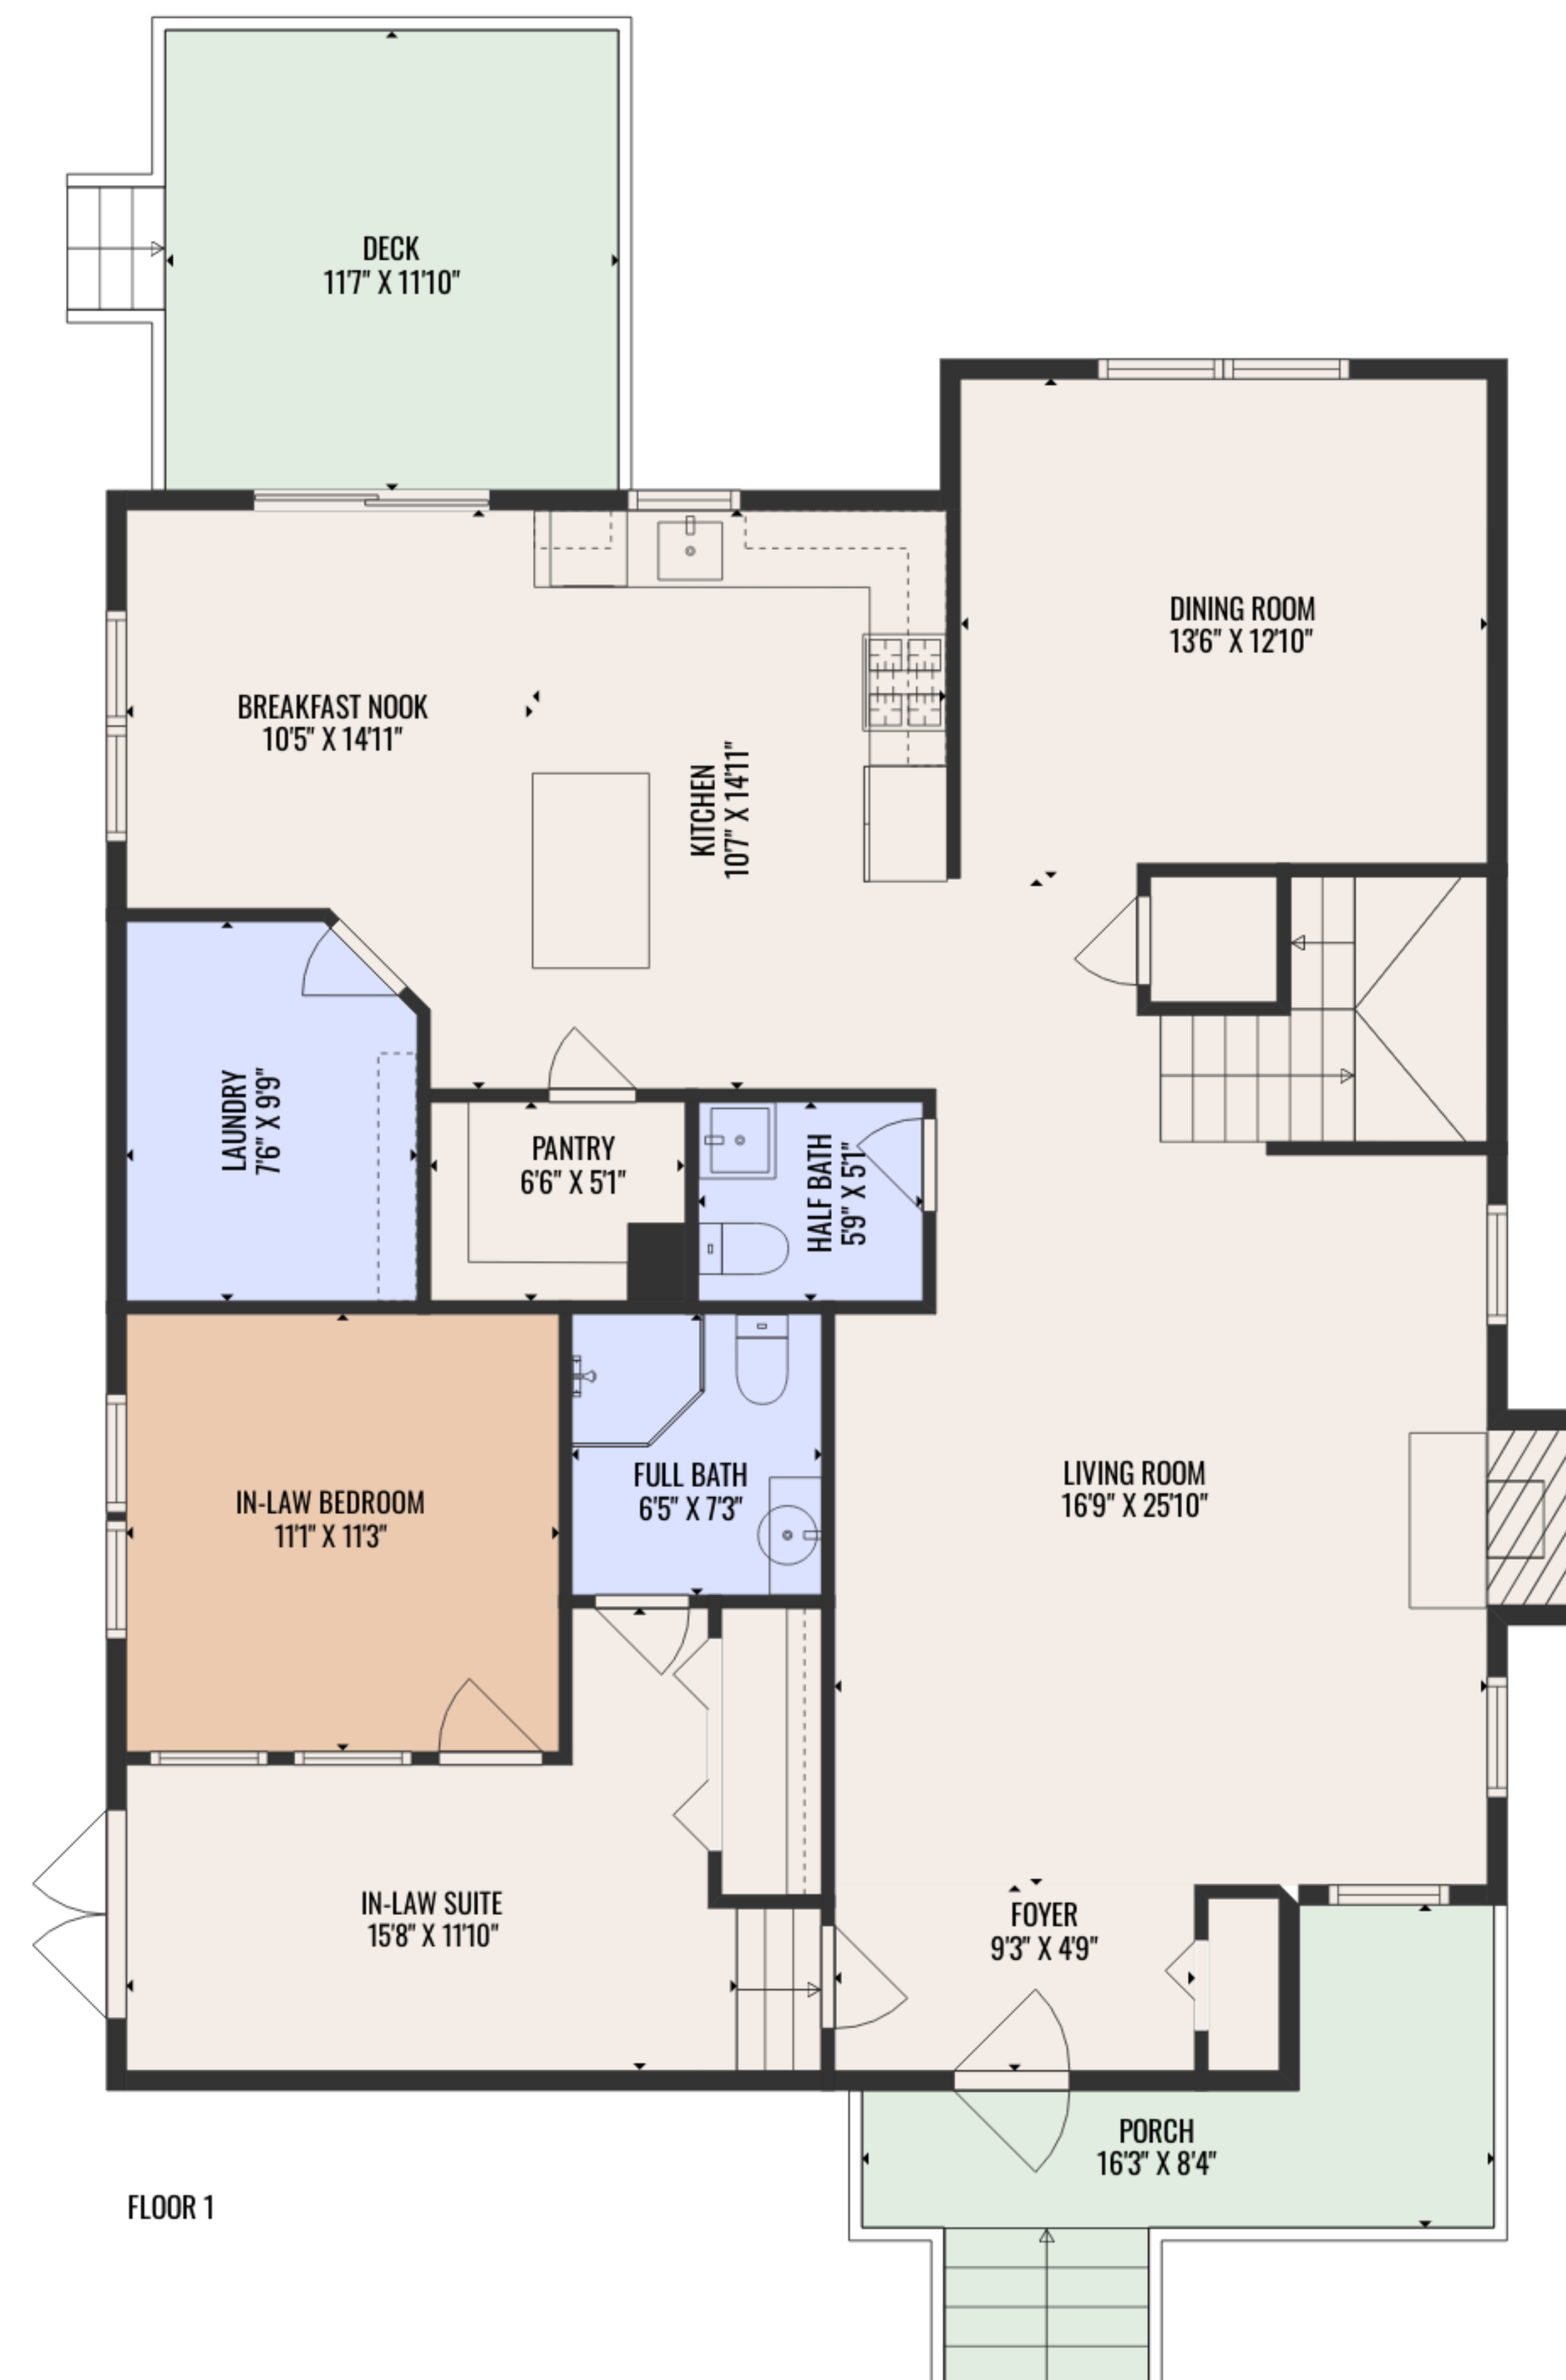 DECK
11'7" X 11'10"
DINING ROOM
13'6" X 12'10"
BREAKFAST NOOK
10'5" X 14'11"
KITCHEN
10'7" X 14'11"
LAUNDRY
7'6" X 9'9"
PANTRY
6'6" X 5'1"
HALF BATH
5'9" X 5'1"
IN-LAW BEDROOM
11'1" X 11'3"
FULL BATH
6'5" X 7'3"
LIVING ROOM
16'9" X 25'10"
IN-LAW SUITE
15'8" X 11'10"
FOYER
9'3" X 4'9"
PORCH
16'3" X 8'4"
FLOOR 1